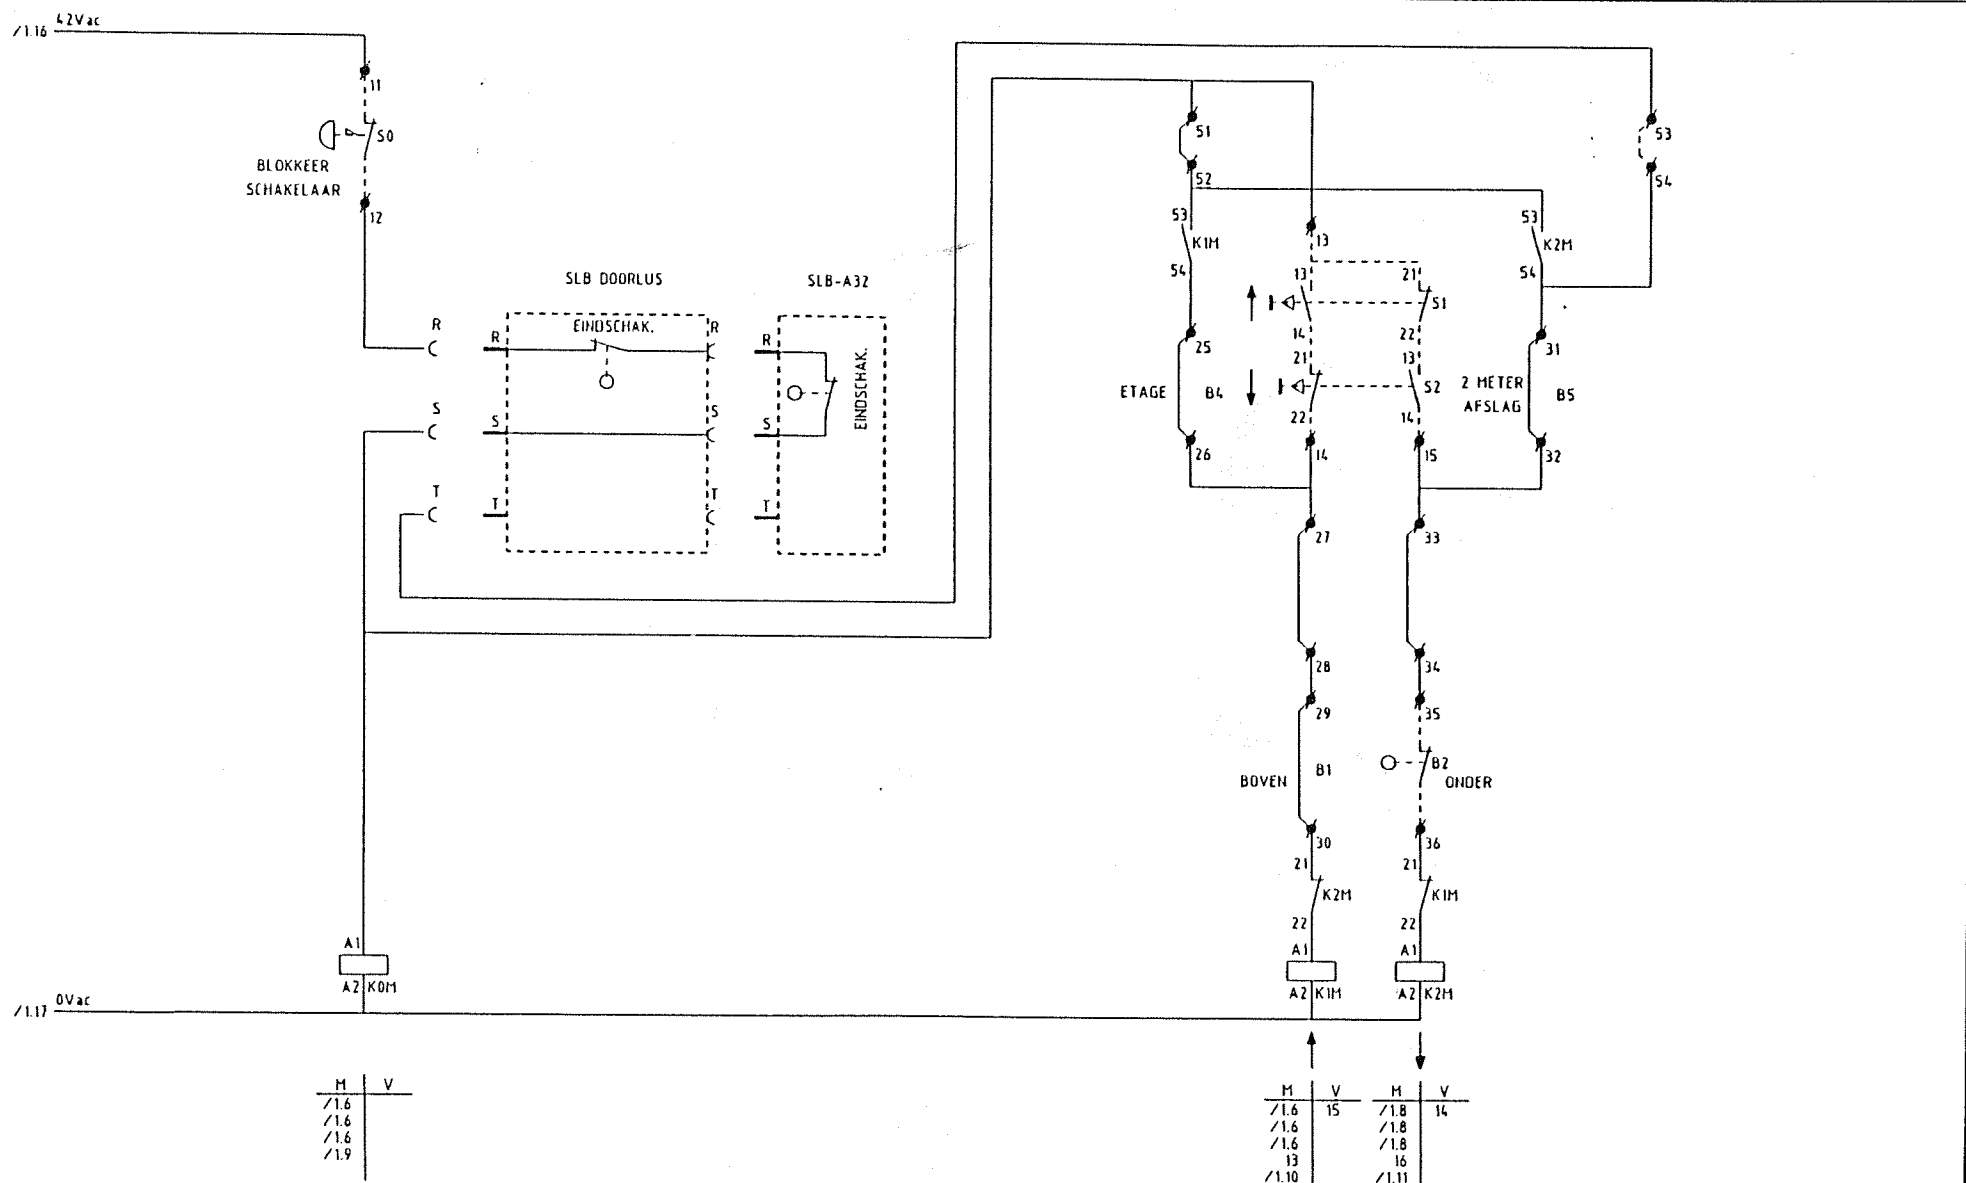 42Vac
/1.16
11
S0
BLOKKEER
SCHAKELAAR
12
51
52
53
54
53
K1M
54
13
53
K2M
54
SLB DOORLUS
SLB-A32
13
21
S1
14
22
R
R
EINDSCHAK.
R
R
EINDSCHAK.
25
31
21
13
S2
ETAGE
B4
2 METER
AFSLAG
B5
22
14
S
S
S
S
26
14
15
32
T
T
T
T
27
33
28
34
29
35
BOVEN
B1
B2
ONDER
30
36
21
21
K2M
K1M
22
22
A1
A2
K0M
A1
A2
K1M
A1
A2
K2M
0Vac
/1.17
M V
/1.6
/1.6
/1.6
/1.9
M V
/1.6 15
/1.6
/1.6
13
/1.10
M V
/1.8 14
/1.8
/1.8
16
/1.11